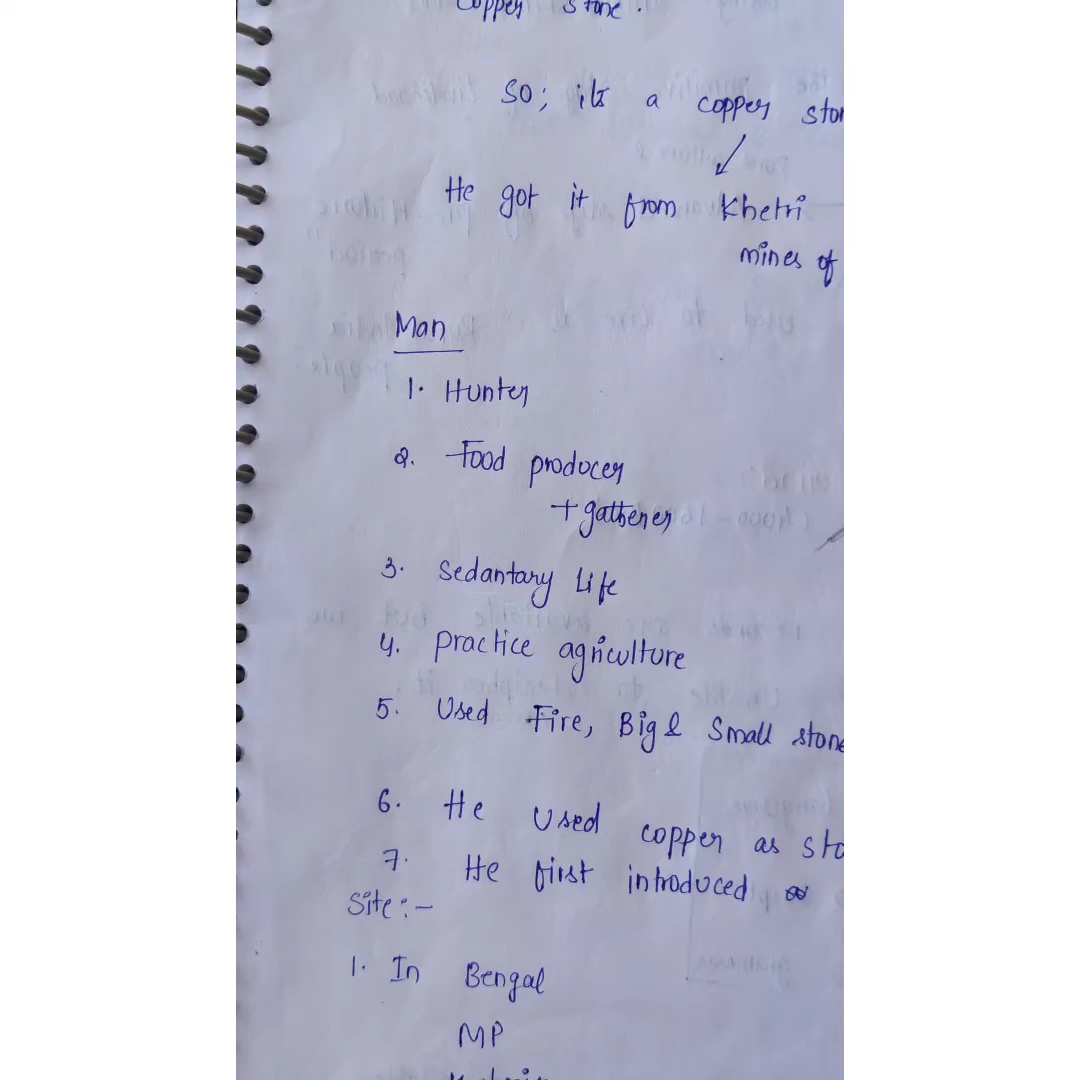 copper stone.
So; its a copper
He got it from Khetri
mines of
Man
1. Hunter
2. Food producer
+ gatherer
3. Sedantary Life
4. Practice agriculture
5. Used Fire, Big & Small stone
6. He Used copper as
7. He first introduced
Site:-
1. In Bengal
MP